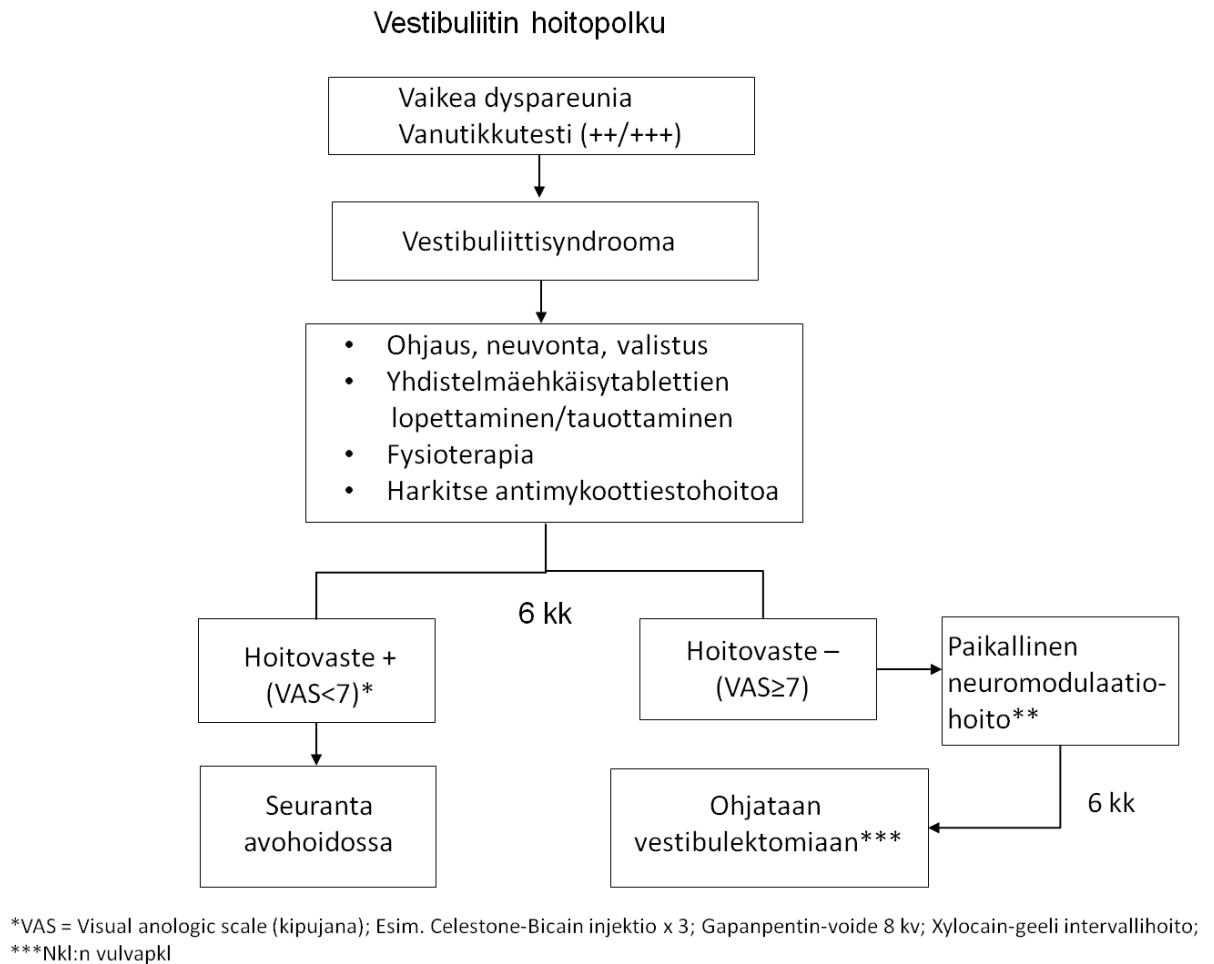 Vestibuliitin hoitopolku
Vaikea dyspareunia
Vanutikkutesti (++/+++)
Vestibuliittisyndrooma
• Ohjaus, neuvonta, valistus
• Yhdistelmäehkäisytablettien
lopettaminen/tauottaminen
• Fysioterapia
• Harkitse antimykoottiestohoitoa
6 kk
Hoitovaste +
(VAS<7)*
Hoitovaste –
(VAS≥7)
Paikallinen
neuromodulaatio-
hoito**
Seuranta
avohoidossa
Ohjataan
vestibulektomiaan***
6 kk
*VAS = Visual anologic scale (kipujana); Esim. Celestone-Bicain injektio x 3; Gapanpentin-voide 8 kv; Xylocain-geeli intervallihoito;
***Nkl:n vulvapkl